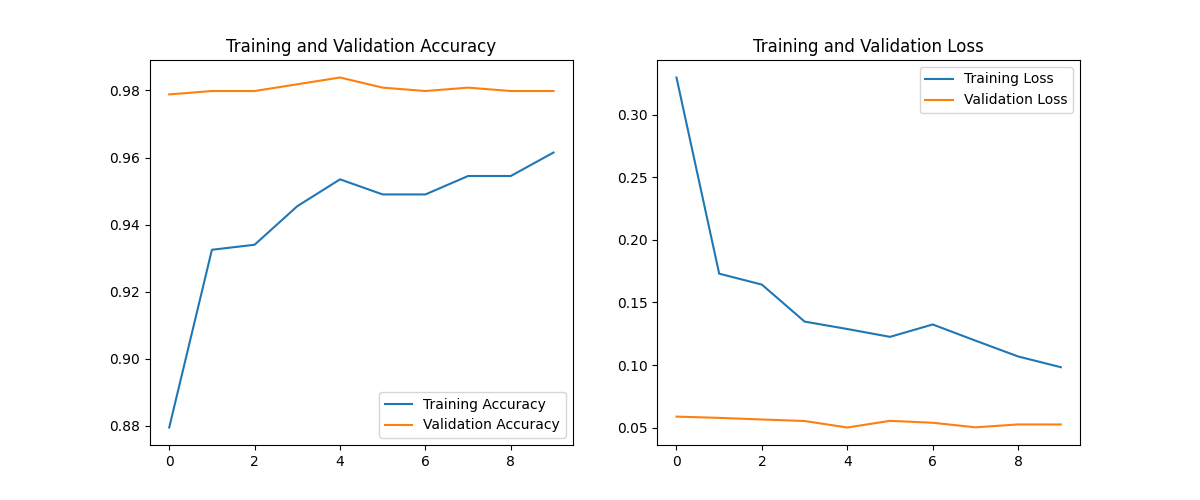 Training and Validation Accuracy
0.98
0.96
0.94
0.92
0.90
0.88
0 2 4 6 8
Training Accuracy
Validation Accuracy
Training and Validation Loss
0.30
0.25
0.20
0.15
0.10
0.05
0 2 4 6 8
Training Loss
Validation Loss